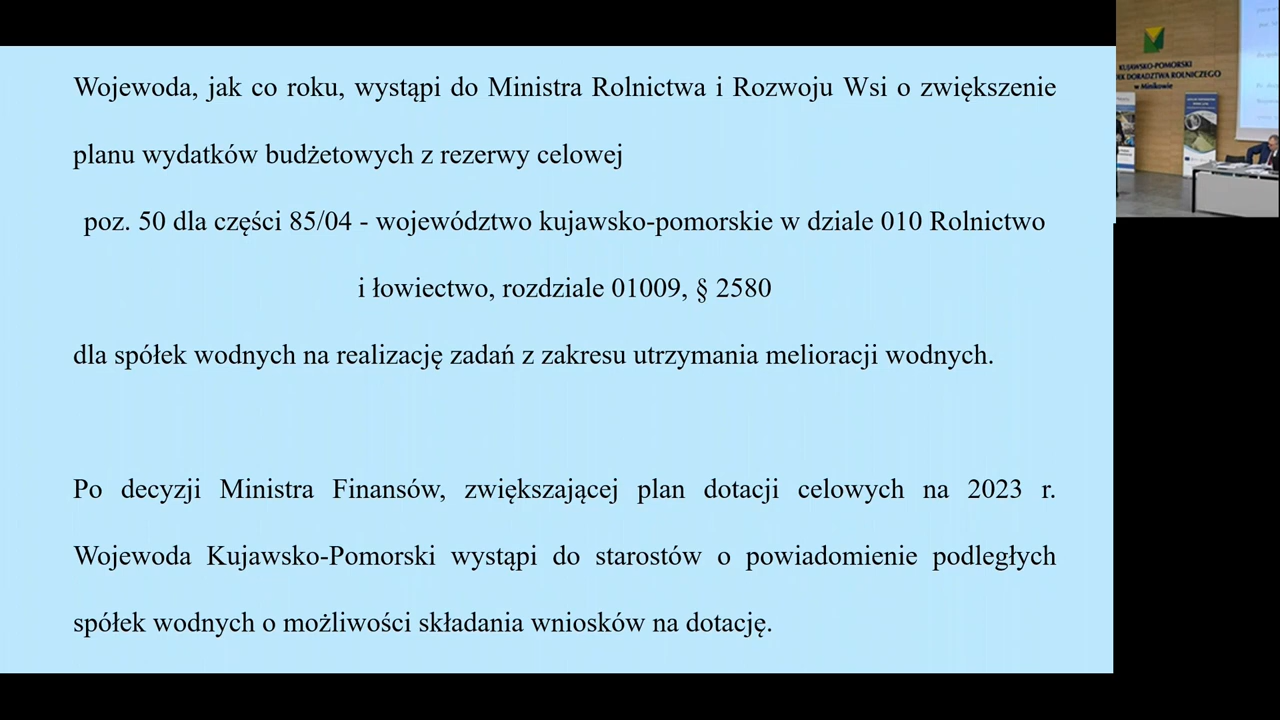 Wojewoda, jak co roku, wystąpi do Ministra Rolnictwa i Rozwoju Wsi o zwiększenie
planu wydatków budżetowych z rezerwy celowej
poz. 50 dla części 85/04 - województwo kujawsko-pomorskie w dziale 010 Rolnictwo
i łowiectwo, rozdziale 01009, § 2580
dla spółek wodnych na realizację zadań z zakresu utrzymania melioracji wodnych.
Po decyzji Ministra Finansów, zwiększającej plan dotacji celowych na 2023 r.
Wojewoda Kujawsko-Pomorski wystąpi do starostów o powiadomienie podległych
spółek wodnych o możliwości składania wniosków na dotację.
KUJAWSKO-POMORSKI
DORADZTWA ROLNICZEGO
w Minikowie